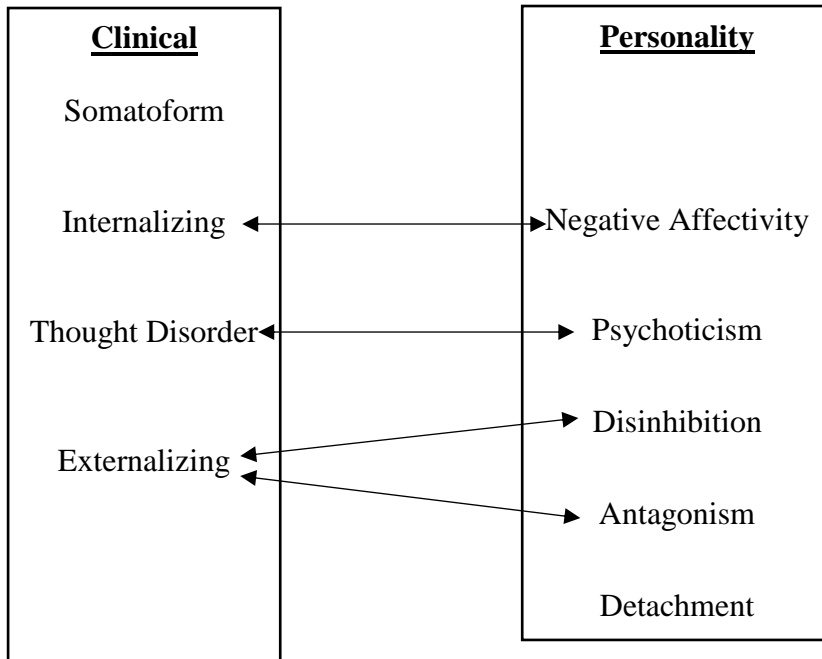 Clinical
Somatoform
Internalizing
Thought Disorder
Externalizing
Personality
Negative Affectivity
Psychoticism
Disinhibition
Antagonism
Detachment